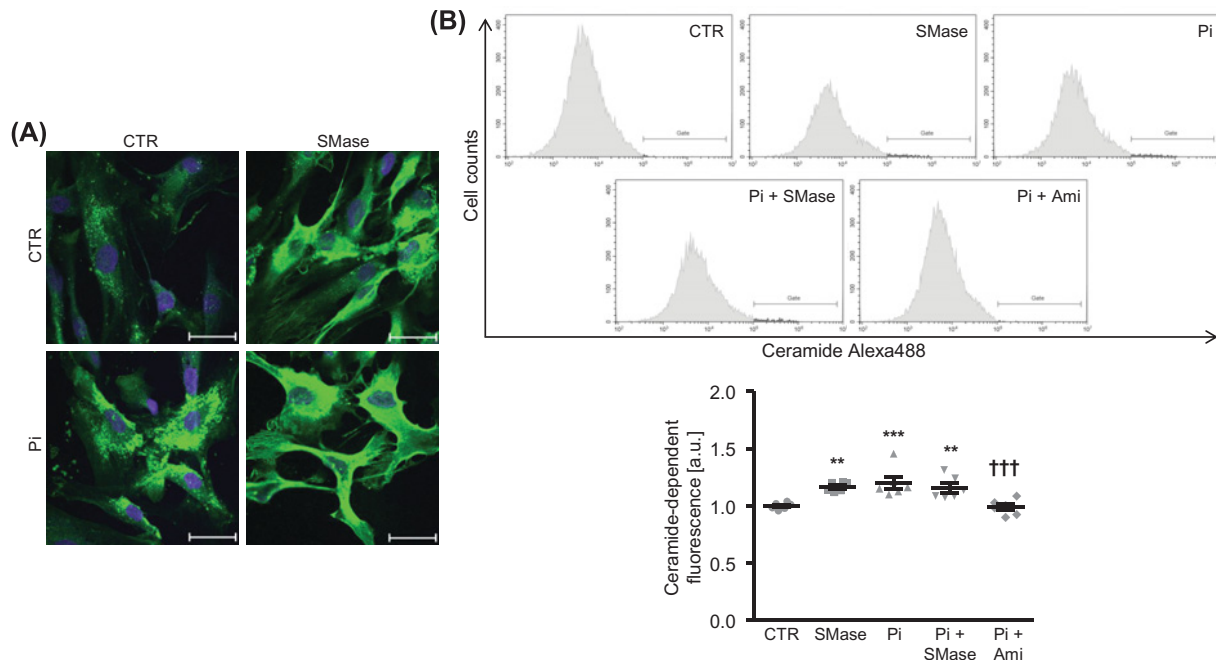 (A)
CTR SMase
CTR
Pi
(B)
Cell counts
CTR
Gate
SMase
Gate
Pi
Gate
Pi + SMase
Gate
Pi + Ami
Gate
Ceramide Alexa488
Ceramide-dependent
fluorescence [a.u.]
2.0
1.5
1.0
0.5
0.0
** *** ** †††
CTR SMase Pi Pi + Pi +
SMase Ami